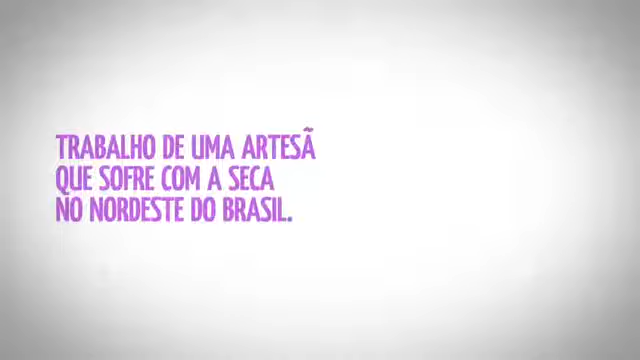 TRABALHO DE UMA ARTESÃ
QUE SOFRE COM A SECA
NO NORDESTE DO BRASIL.